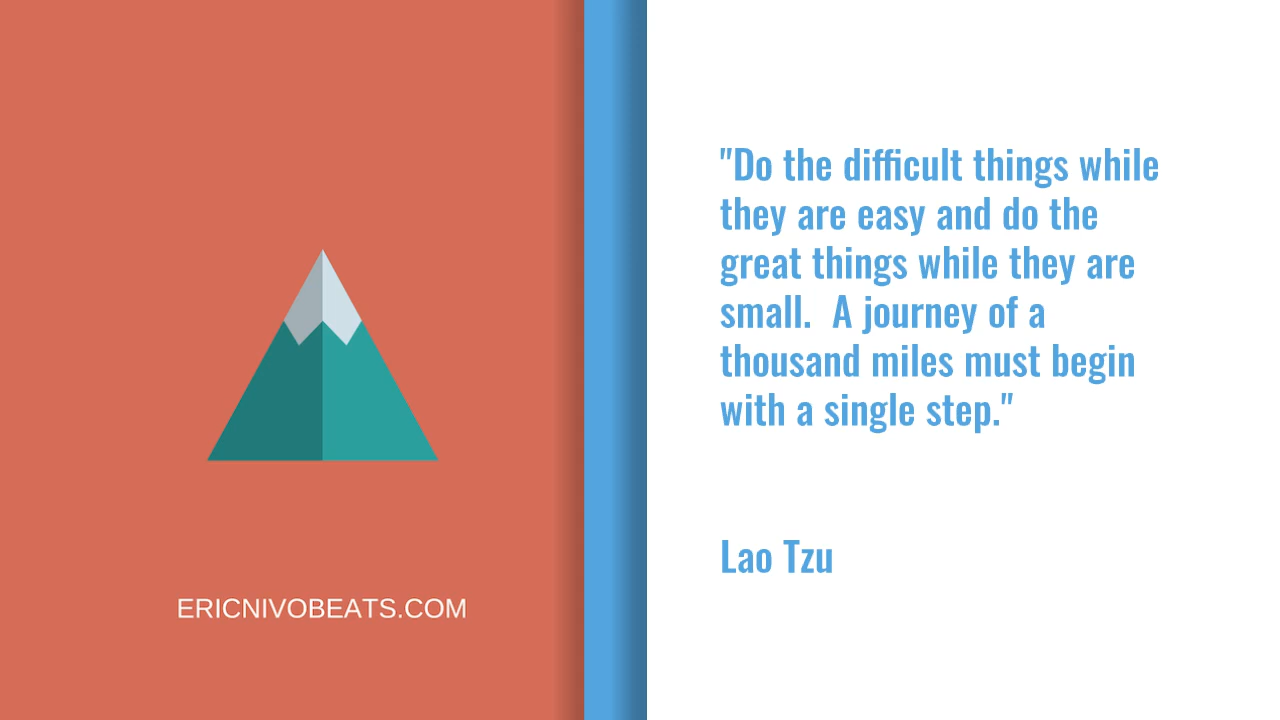 ERICNIVOBEATS.COM
"Do the difficult things while
they are easy and do the
great things while they are
small.  A journey of a
thousand miles must begin
with a single step."
Lao Tzu